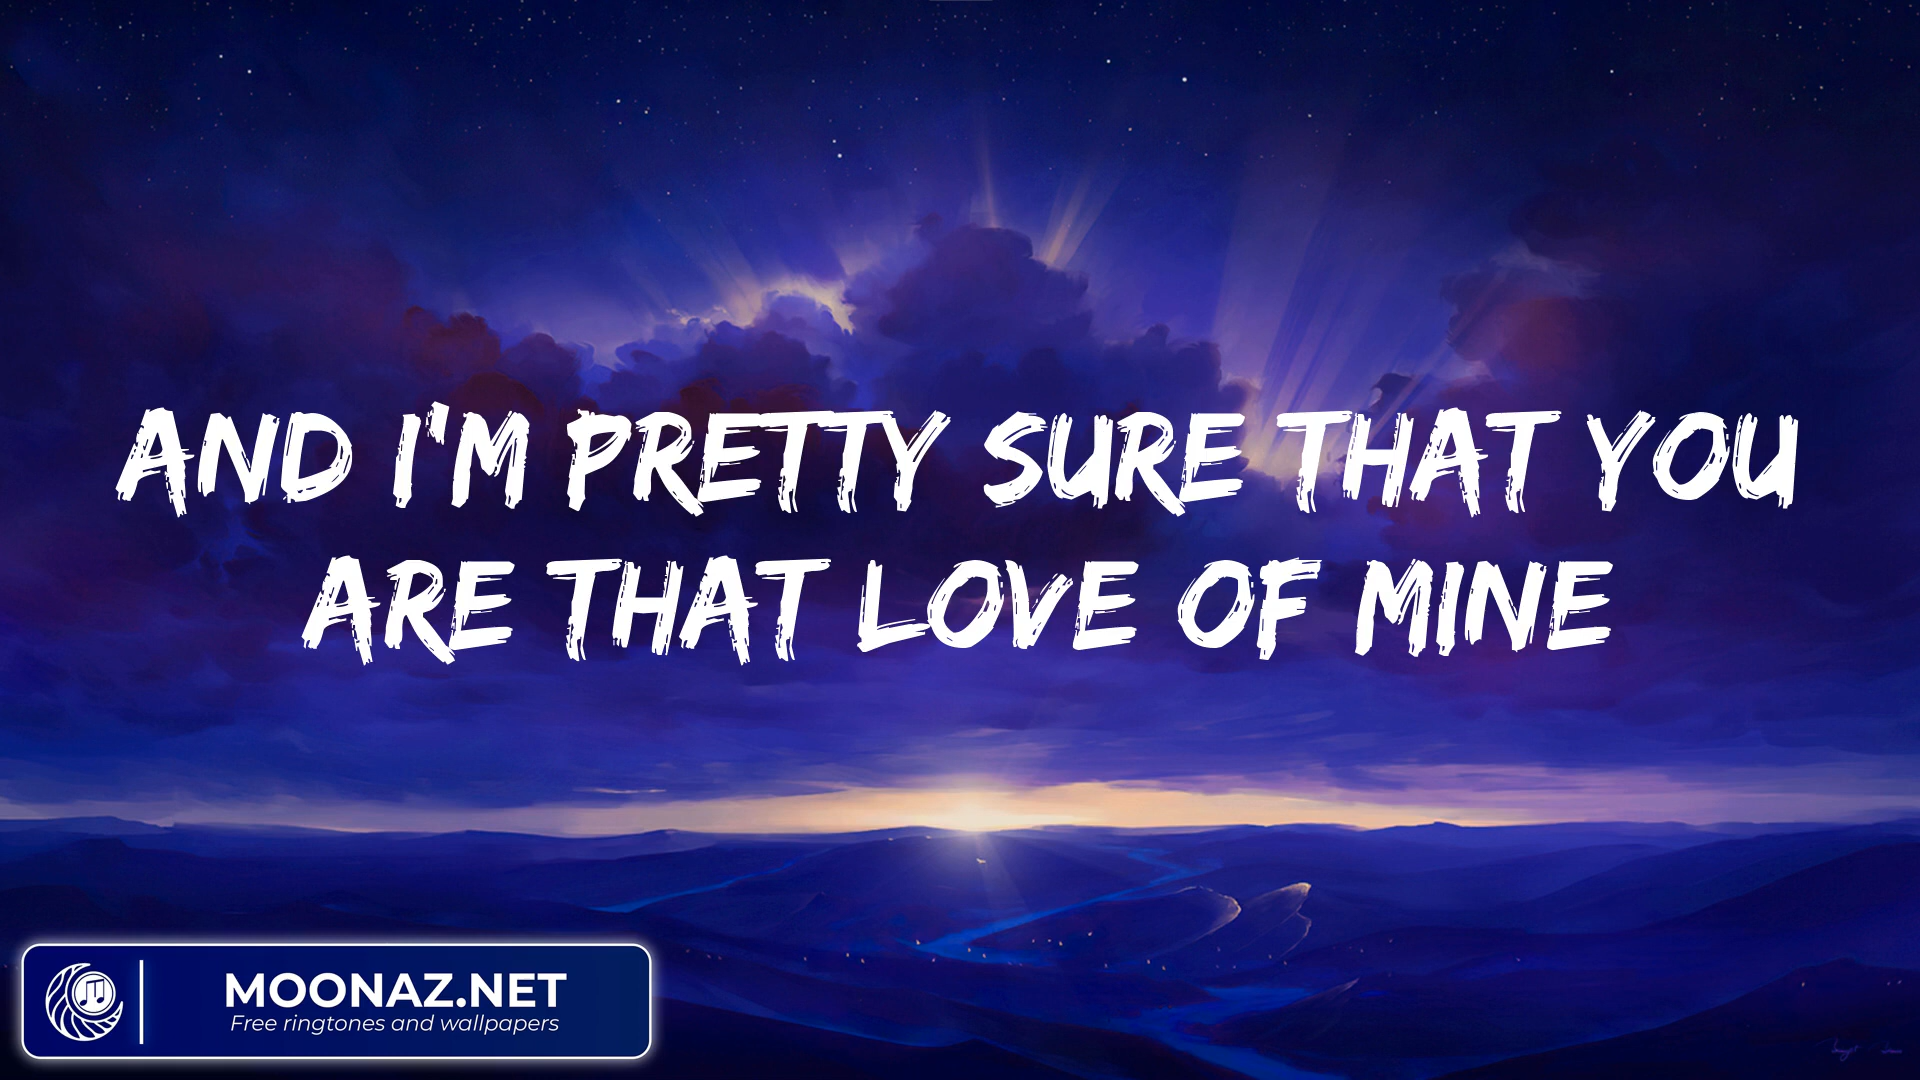 AND I'M PRETTY SURE THAT YOU
ARE THAT LOVE OF MINE
MOONAZ.NET
Free ringtones and wallpapers